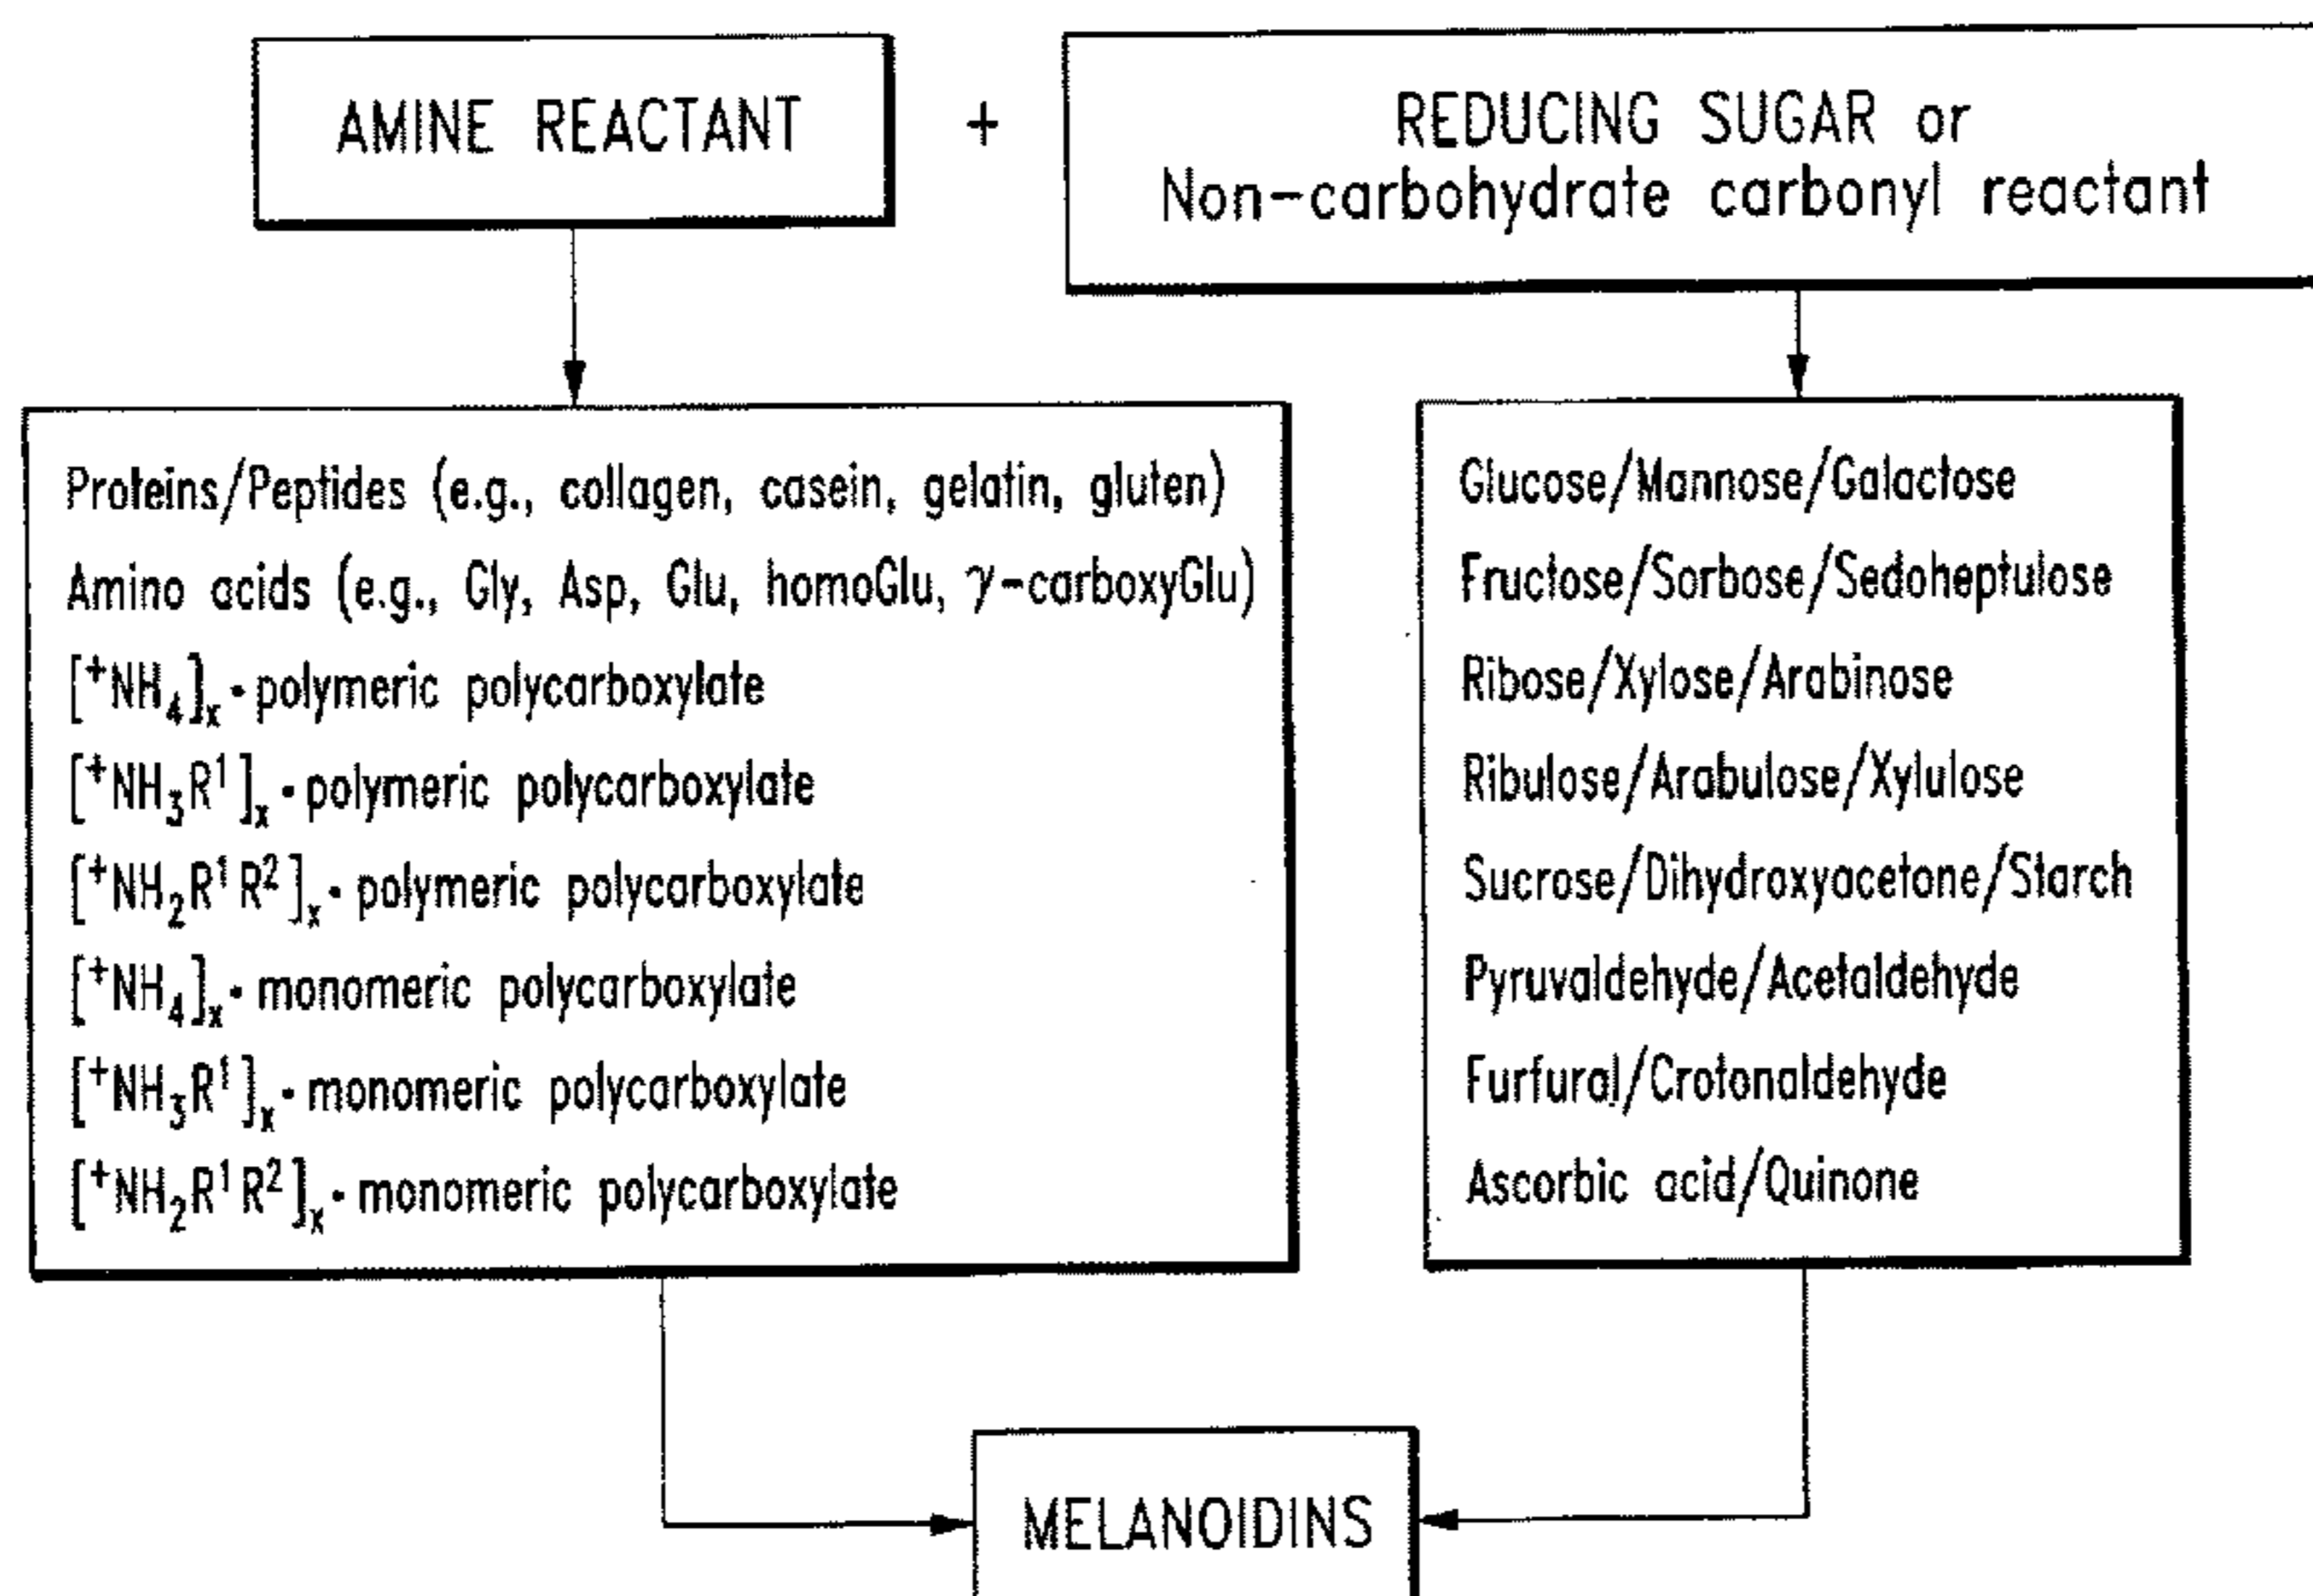 AMINE REACTANT
+
REDUCING SUGAR or
Non-carbohydrate carbonyl reactant
Proteins/Peptides (e.g., collagen, casein, gelatin, gluten)
Amino acids (e.g., Gly, Asp, Glu, homoGlu, γ-carboxyGlu)
[⁺NH₄]ₓ · polymeric polycarboxylate
[⁺NH₃R¹]ₓ · polymeric polycarboxylate
[⁺NH₂R¹R²]ₓ · polymeric polycarboxylate
[⁺NH₄]ₓ · monomeric polycarboxylate
[⁺NH₃R¹]ₓ · monomeric polycarboxylate
[⁺NH₂R¹R²]ₓ · monomeric polycarboxylate
Glucose/Mannose/Galactose
Fructose/Sorbose/Sedoheptulose
Ribose/Xylose/Arabinose
Ribulose/Arabulose/Xylulose
Sucrose/Dihydroxyacetone/Starch
Pyruvaldehyde/Acetaldehyde
Furfural/Crotonaldehyde
Ascorbic acid/Quinone
MELANOIDINS